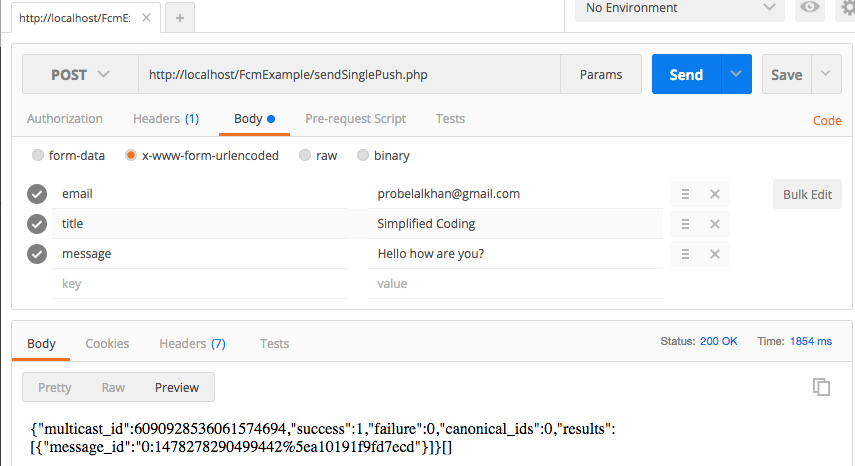 http://localhost/FcmE:
No Environment
POST
http://localhost/FcmExample/sendSinglePush.php
Params
Send
Save
Authorization
Headers (1)
Body
Pre-request Script
Tests
Code
form-data
x-www-form-urlencoded
raw
binary
email
probelalkhan@gmail.com
Bulk Edit
title
Simplified Coding
message
Hello how are you?
key
value
Body
Cookies
Headers (7)
Tests
Status: 200 OK
Time: 1854 ms
Pretty
Raw
Preview
{"multicast_id":6090928536061574694,"success":1,"failure":0,"canonical_ids":0,"results":
[{"message_id":"0:1478278290499442%5ea10191f9fd7ecd"}]}[]